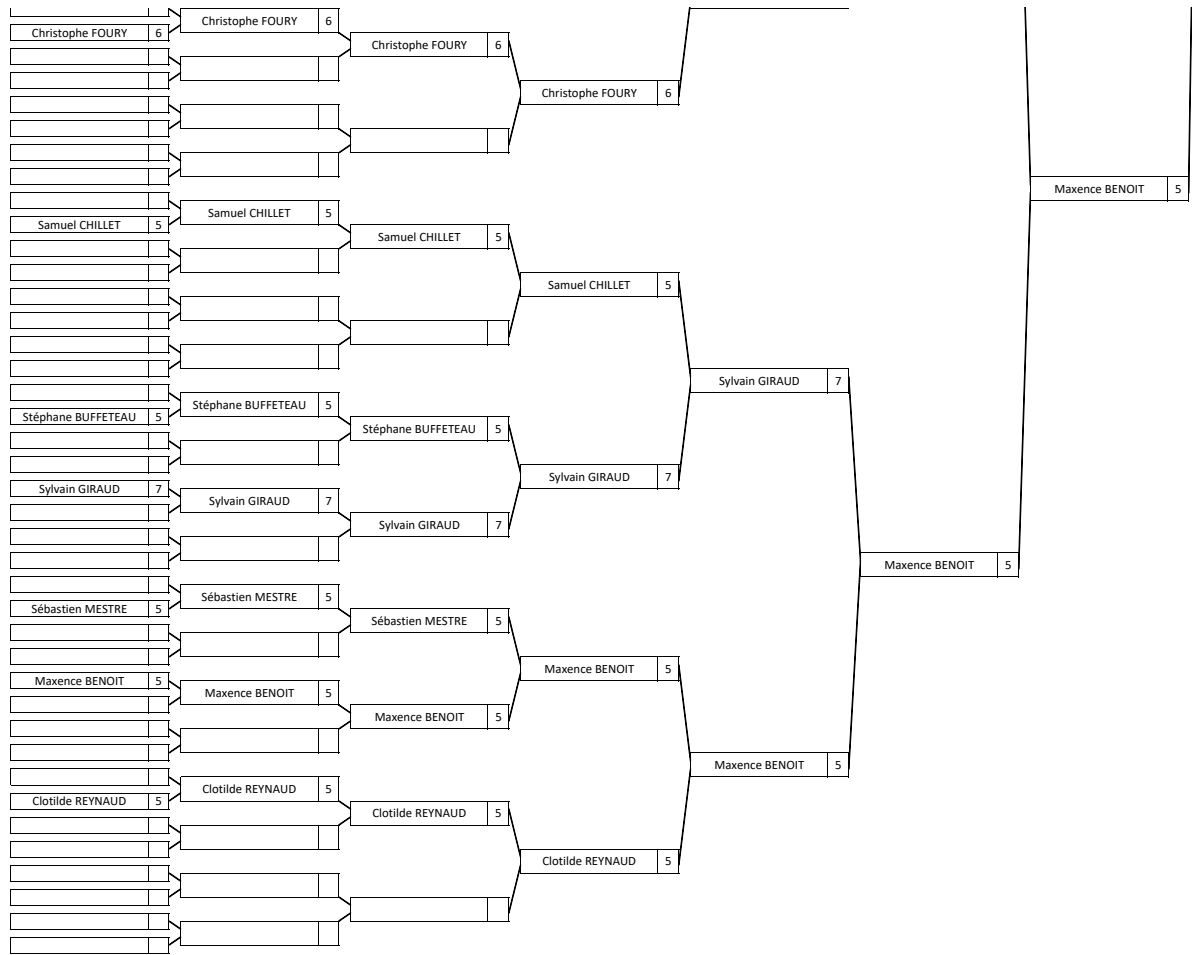 Christophe FOURY 6
Christophe FOURY 6
Christophe FOURY 6
Christophe FOURY 6
Maxence BENOIT 5
Samuel CHILLET 5
Samuel CHILLET 5
Samuel CHILLET 5
Samuel CHILLET 5
Sylvain GIRAUD 7
Stéphane BUFFETEAU 5
Stéphane BUFFETEAU 5
Stéphane BUFFETEAU 5
Sylvain GIRAUD 7
Sylvain GIRAUD 7
Sylvain GIRAUD 7
Sylvain GIRAUD 7
Maxence BENOIT 5
Sébastien MESTRE 5
Sébastien MESTRE 5
Sébastien MESTRE 5
Maxence BENOIT 5
Maxence BENOIT 5
Maxence BENOIT 5
Maxence BENOIT 5
Maxence BENOIT 5
Clotilde REYNAUD 5
Clotilde REYNAUD 5
Clotilde REYNAUD 5
Clotilde REYNAUD 5